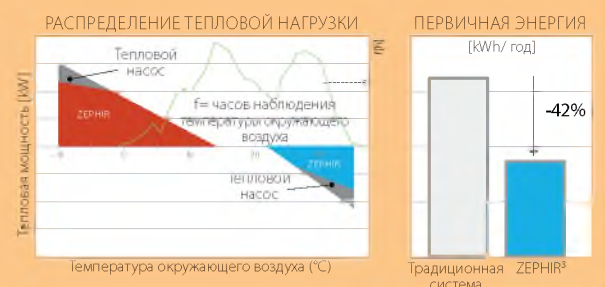 РАСПРЕДЕЛЕНИЕ ТЕПЛОВОЙ НАГРУЗКИ
Тепловая мощность [kW]
Тепловой
насос
ZEPHIR
f= часов наблюдения
температуры окружающего
воздуха
ZEPHIR
Тепловой
насос
Температура окружающего воздуха (°C)
ПЕРВИЧНАЯ ЭНЕРГИЯ
[kWh/ год]
-42%
Традиционная
система
ZEPHIR³